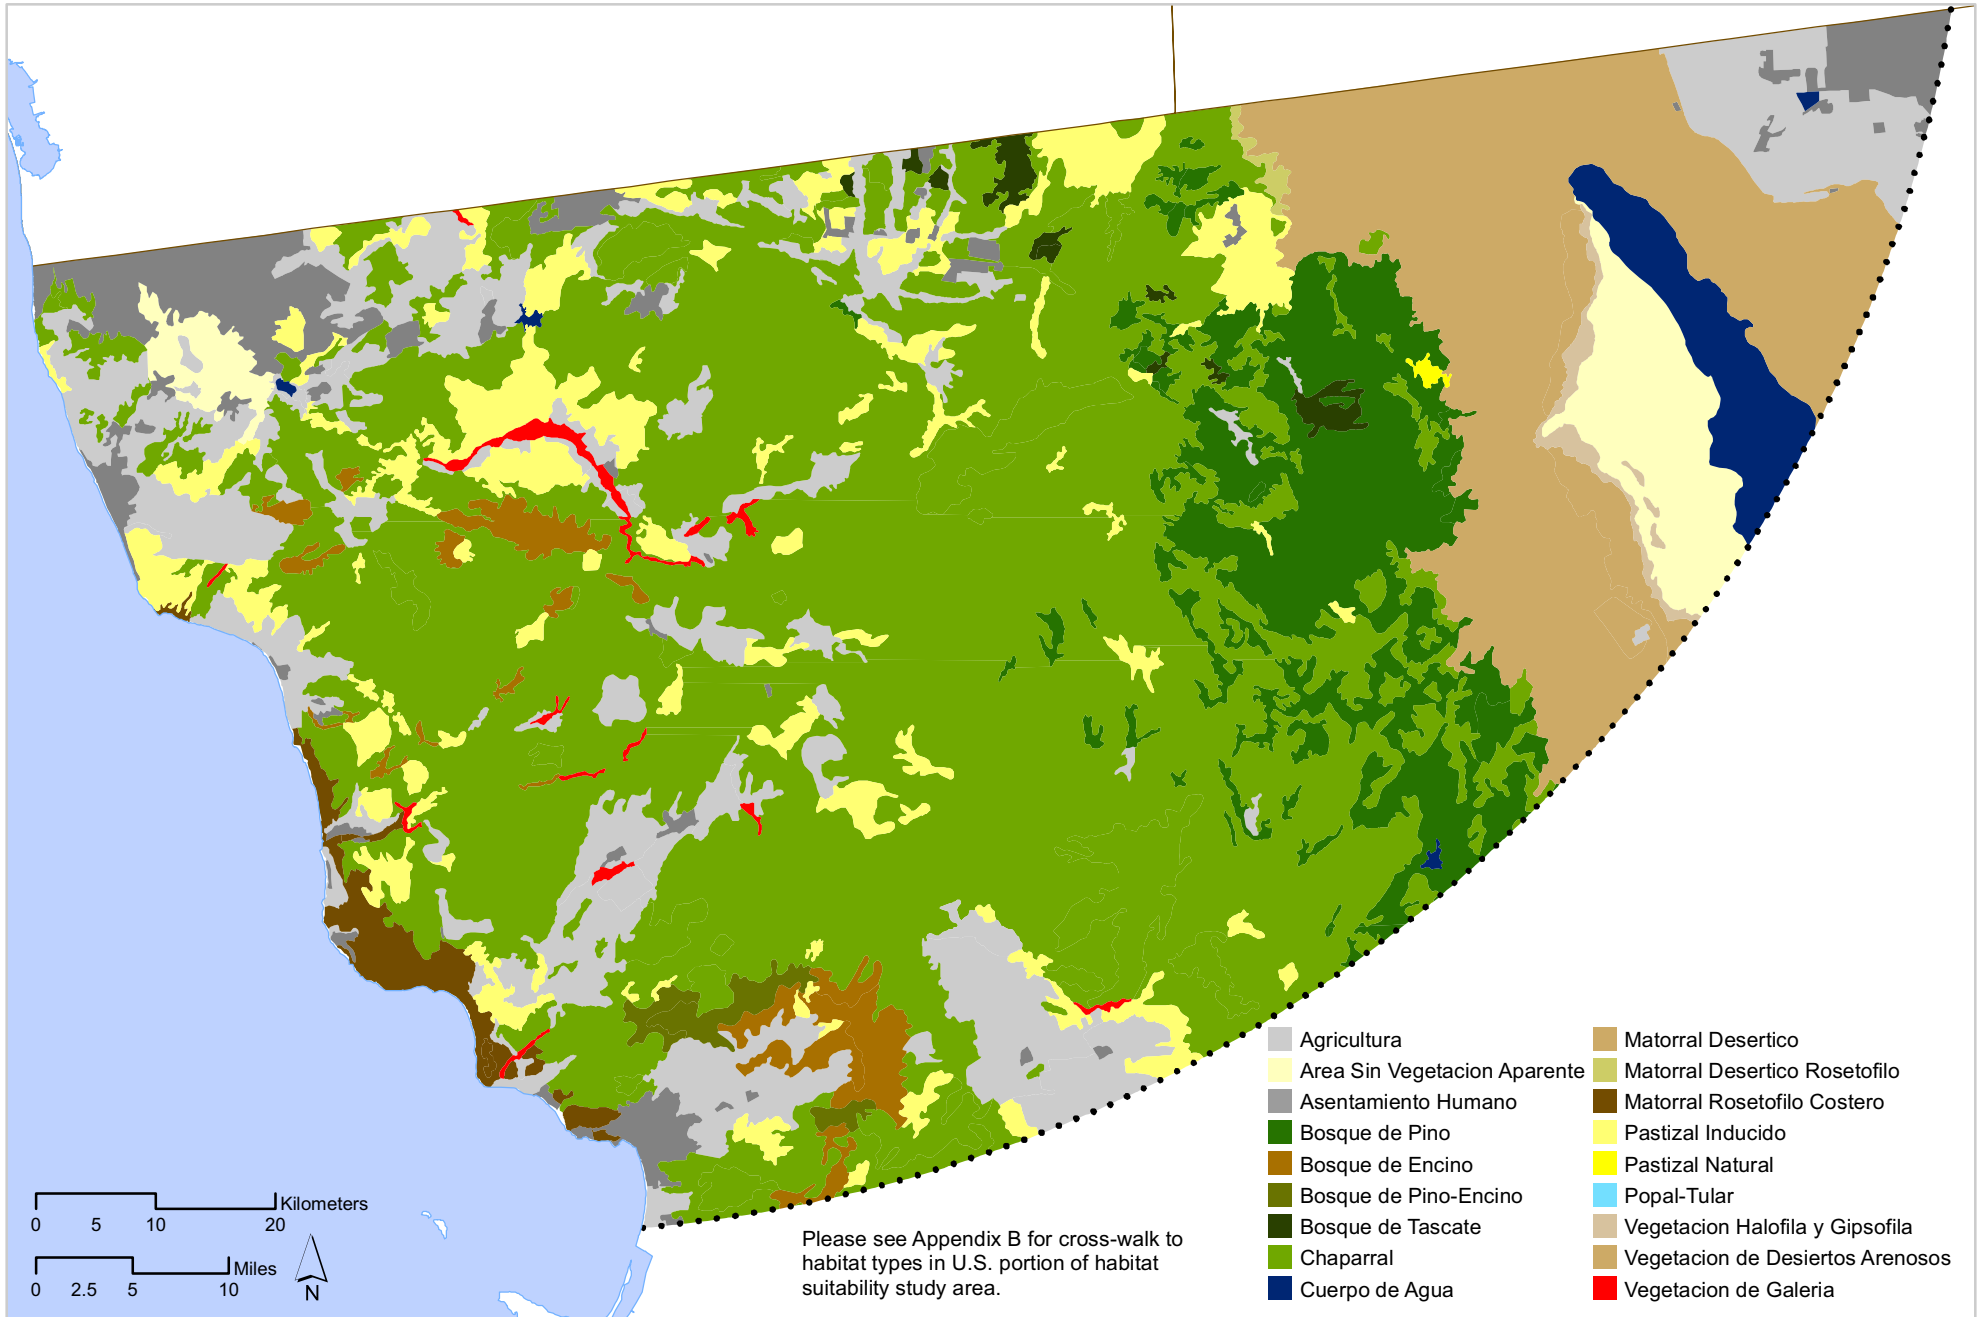 Agricultura
Area Sin Vegetacion Aparente
Asentamiento Humano
Bosque de Pino
Bosque de Encino
Bosque de Pino-Encino
Bosque de Tascate
Chaparral
Cuerpo de Agua
Matorral Desertico
Matorral Desertico Rosetofilo
Matorral Rosetofilo Costero
Pastizal Inducido
Pastizal Natural
Popal-Tular
Vegetacion Halofila y Gipsofila
Vegetacion de Desiertos Arenosos
Vegetacion de Galeria
Kilometers
0 5 10 20
Miles
0 2.5 5 10
N
Please see Appendix B for cross-walk to
habitat types in U.S. portion of habitat
suitability study area.